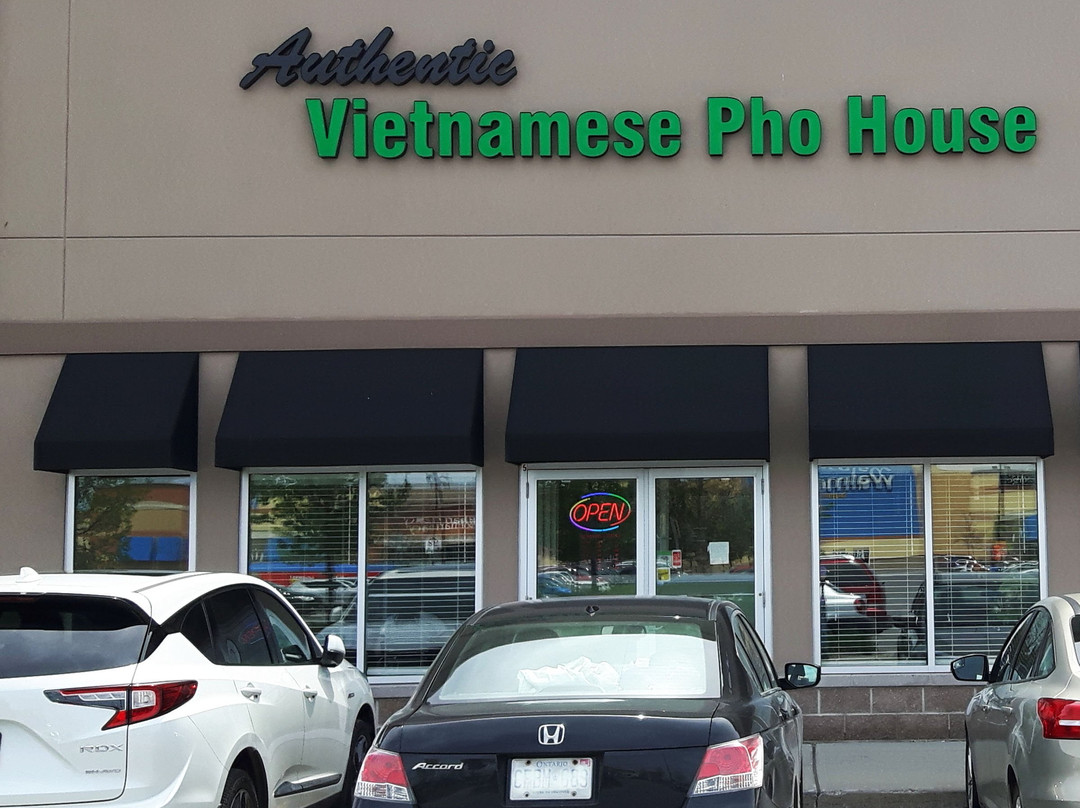 Authentic
Vietnamese Pho House
OPEN
RDX
Accord
ONTARIO